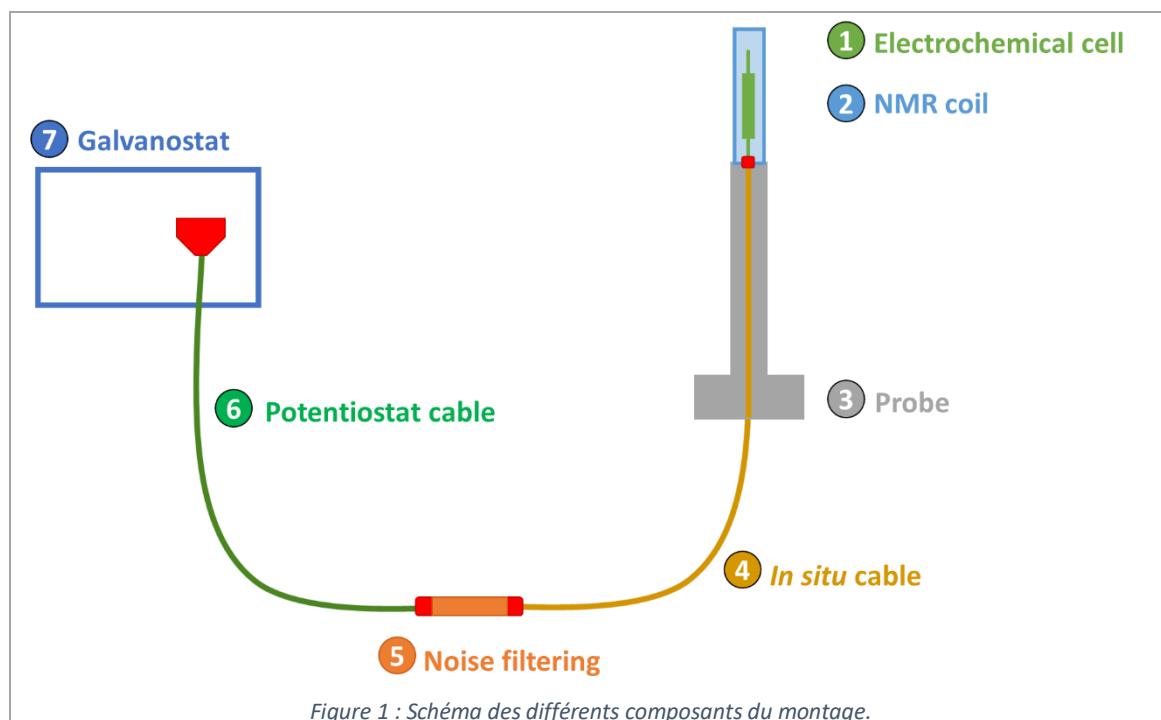 1 Electrochemical cell
2 NMR coil
7 Galvanostat
3 Probe
6 Potentiostat cable
4 In situ cable
5 Noise filtering
Figure 1 : Schéma des différents composants du montage.